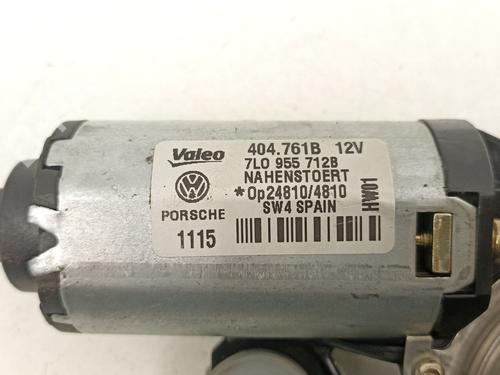 Valeo 404.761B 12V
7L0 955 712B
NAHENSTOERT
*Op24810/4810
PORSCHE SW4 SPAIN
1115
HW01